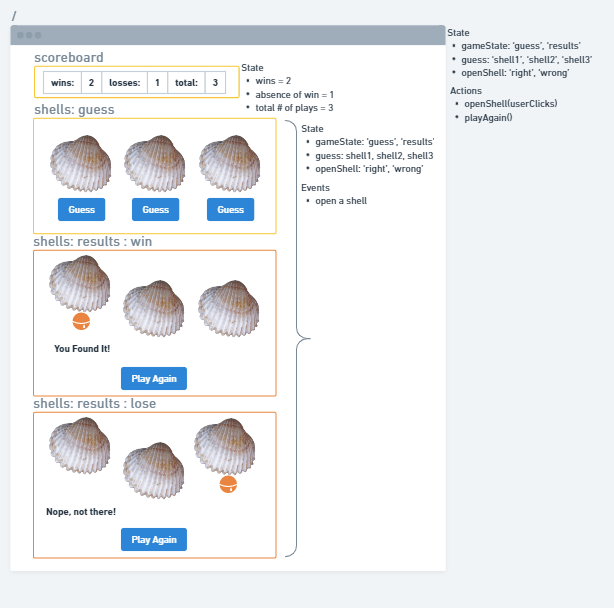 /
scoreboard
wins: 2 losses: 1 total: 3
State
• wins = 2
• absence of win = 1
• total # of plays = 3
shells: guess
Guess Guess Guess
shells: results : win
You Found It!
Play Again
shells: results : lose
Nope, not there!
Play Again
State
• gameState: 'guess', 'results'
• guess: shell1, shell2, shell3
• openShell: 'right', 'wrong'
Events
• open a shell
State
• gameState: 'guess', 'results'
• guess: 'shell1', 'shell2', 'shell3'
• openShell: 'right', 'wrong'
Actions
• openShell(userClicks)
• playAgain()